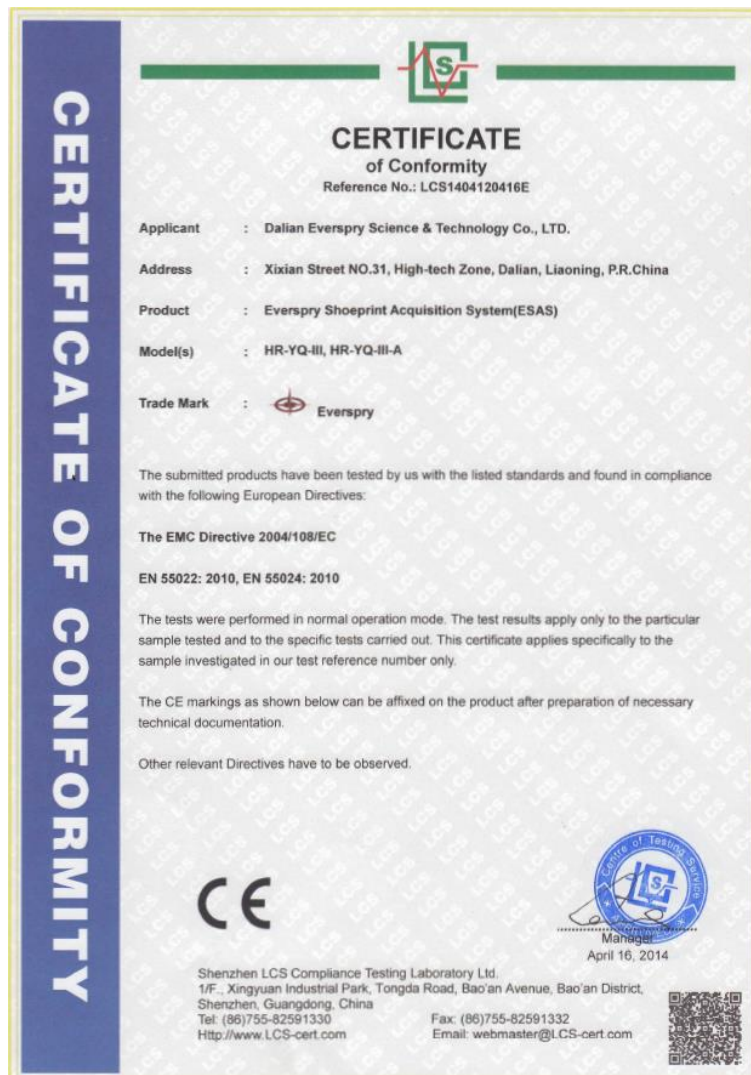 CERTIFICATE OF CONFORMITY
LCS
CERTIFICATE
of Conformity
Reference No.: LCS1404120416E
Applicant : Dalian Everspry Science & Technology Co., LTD.
Address : Xixian Street NO.31, High-tech Zone, Dalian, Liaoning, P.R.China
Product : Everspry Shoeprint Acquisition System(ESAS)
Model(s) : HR-YQ-III, HR-YQ-III-A
Trade Mark : Everspry
The submitted products have been tested by us with the listed standards and found in compliance
with the following European Directives:
The EMC Directive 2004/108/EC
EN 55022: 2010, EN 55024: 2010
The tests were performed in normal operation mode. The test results apply only to the particular
sample tested and to the specific tests carried out. This certificate applies specifically to the
sample investigated in our test reference number only.
The CE markings as shown below can be affixed on the product after preparation of necessary
technical documentation.
Other relevant Directives have to be observed.
CE
Centre of Testing Service
LCS
Manager
April 16, 2014
Shenzhen LCS Compliance Testing Laboratory Ltd.
1/F., Xingyuan Industrial Park, Tongda Road, Bao'an Avenue, Bao'an District,
Shenzhen, Guangdong, China
Tel: (86)755-82591330 Fax: (86)755-82591332
Http://www.LCS-cert.com Email: webmaster@LCS-cert.com